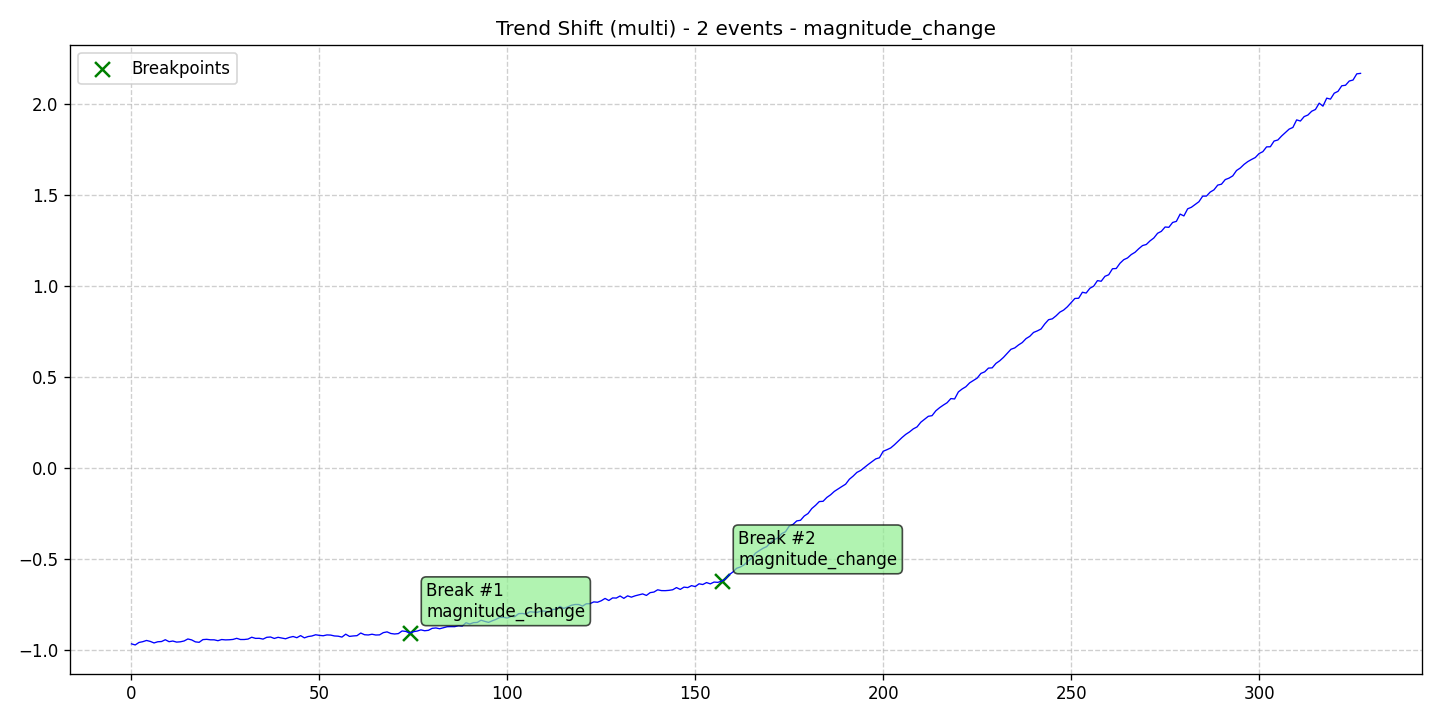 Trend Shift (multi) - 2 events - magnitude_change
Breakpoints
2.0
1.5
1.0
0.5
0.0
−0.5
−1.0
Break #2
magnitude_change
Break #1
magnitude_change
0 50 100 150 200 250 300